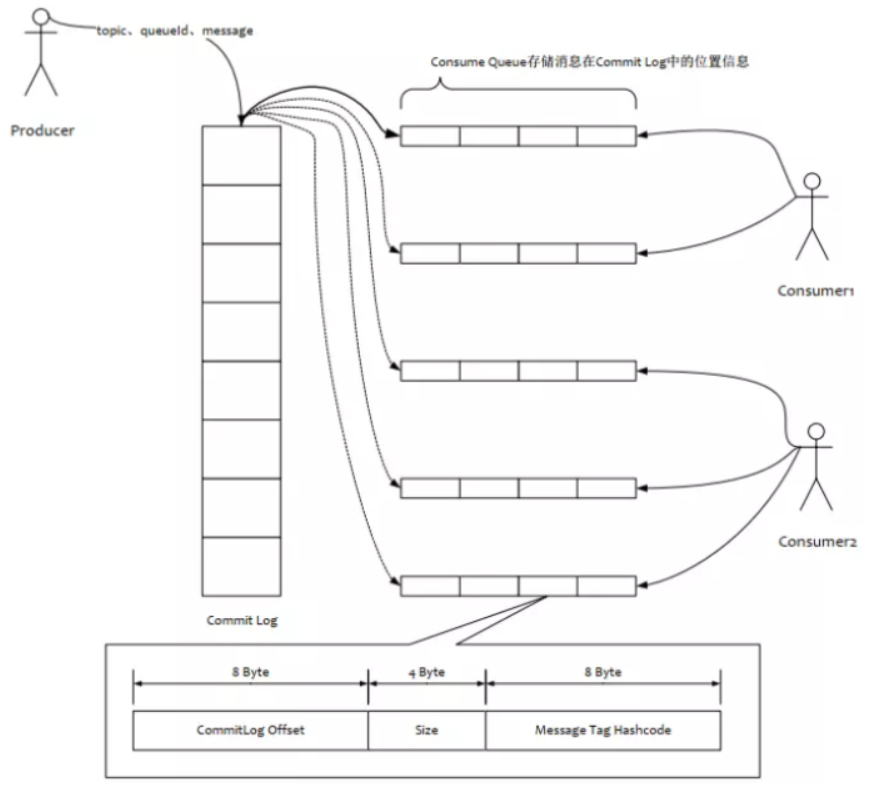 topic、queueId、message
Producer
Consume Queue存储消息在Commit Log中的位置信息
Consumer1
Consumer2
Commit Log
8 Byte
4 Byte
8 Byte
CommitLog Offset
Size
Message Tag Hashcode